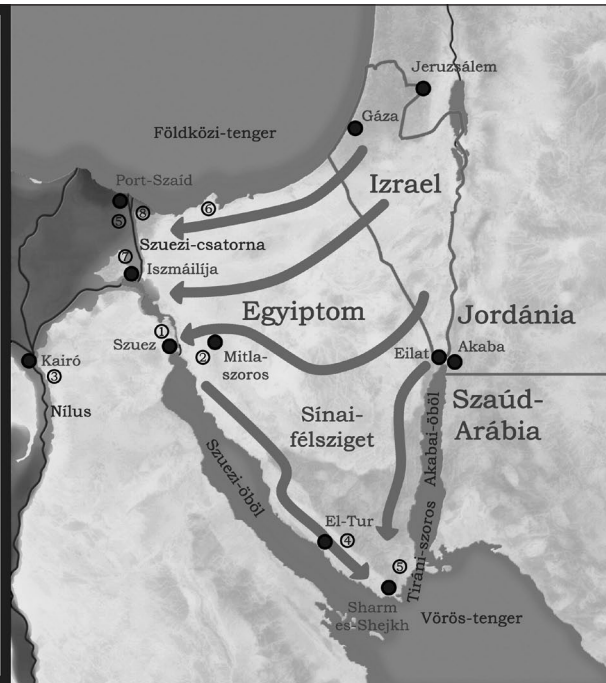 Jeruzsálem
Gáza
Földközi-tenger
Izrael
Port-Szaíd
⑥
⑧
⑤
Szuezi-csatorna
⑦
Iszmáilíja
Egyiptom
Jordánia
①
Szuez
②
Mitla-
szoros
Eilat
Akaba
Kairó
③
Nílus
Szaúd-
Arábia
Sínai-
félsziget
Akabai-öböl
Szuezi-öböl
El-Tur
④
⑤
Tiráni-szoros
Sharm
es-Shejkh
Vörös-tenger